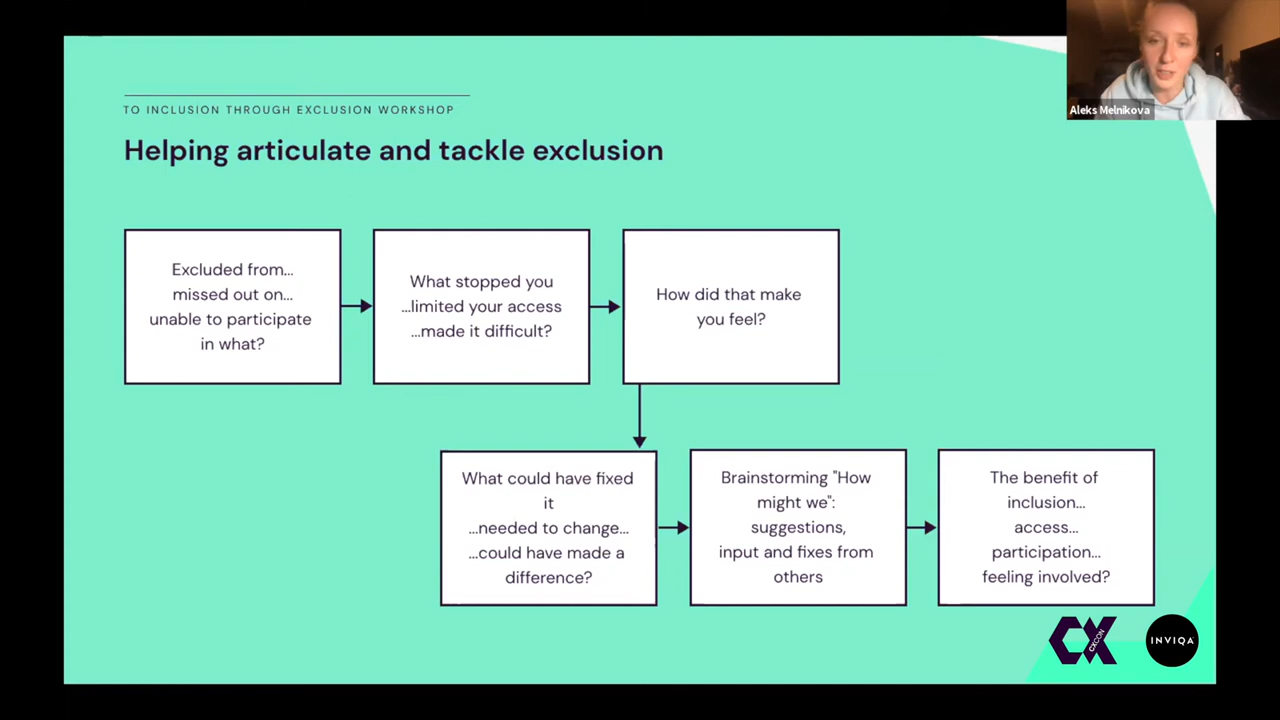 Aleks Melnikova
TO INCLUSION THROUGH EXCLUSION WORKSHOP
Helping articulate and tackle exclusion
Excluded from...
missed out on...
unable to participate
in what?
What stopped you
...limited your access
...made it difficult?
How did that make
you feel?
What could have fixed
it
...needed to change...
...could have made a
difference?
Brainstorming "How
might we":
suggestions,
input and fixes from
others
The benefit of
inclusion...
access...
participation...
feeling involved?
CX
CXCON
INVIQA